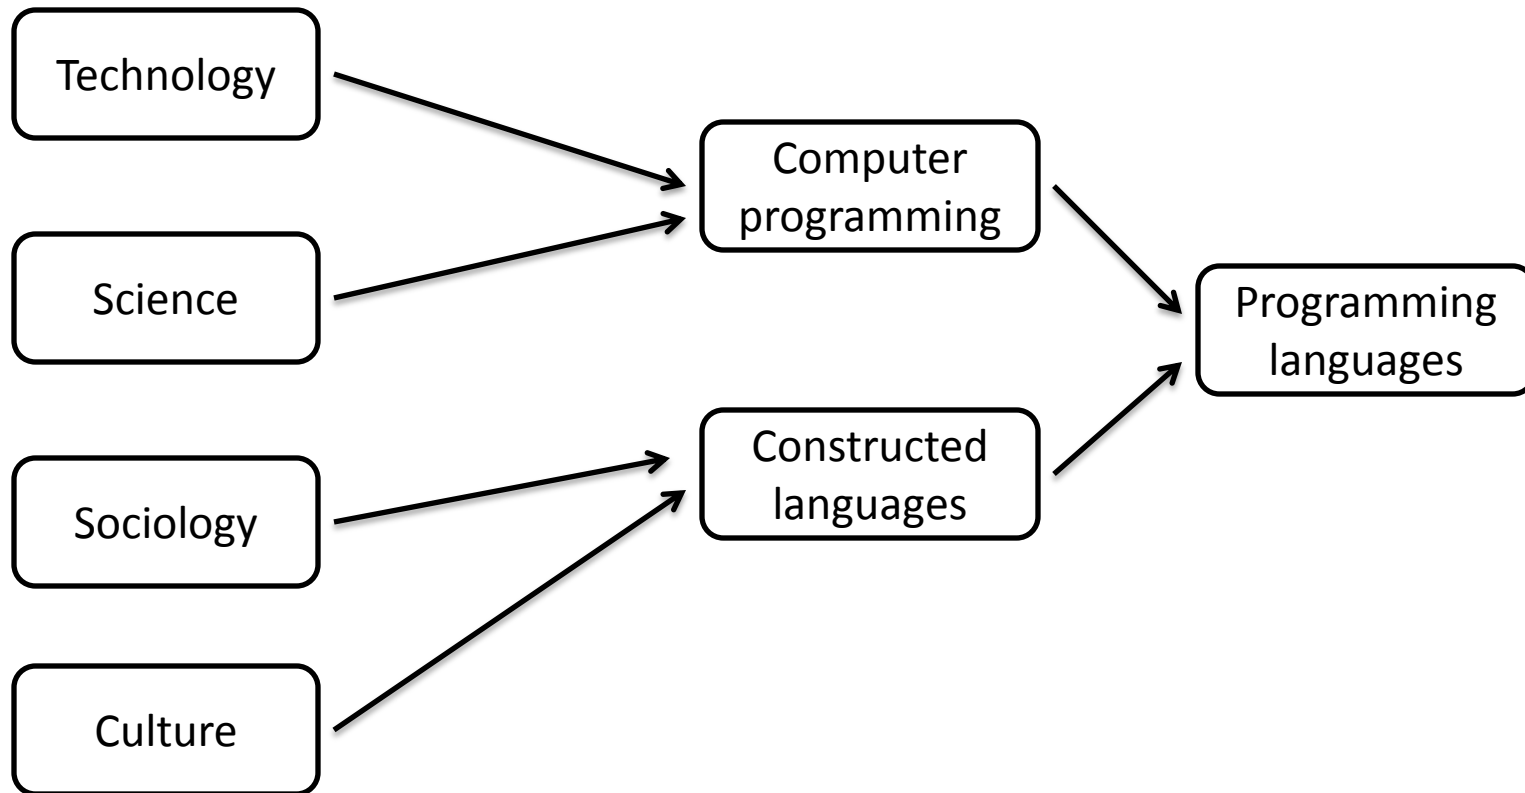 Technology
Science
Sociology
Culture
Computer
programming
Constructed
languages
Programming
languages